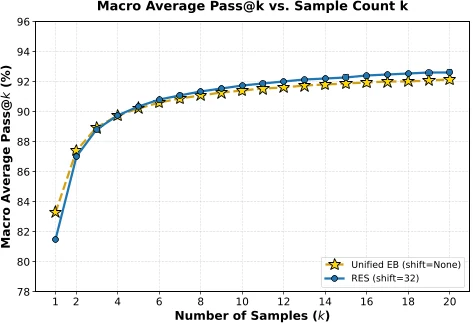 Macro Average Pass@k vs. Sample Count k
Macro Average Pass@k (%)
96
94
92
90
88
86
84
82
80
78
1 2 4 6 8 10 12 14 16 18 20
Number of Samples (k)
Unified EB (shift=None)
RES (shift=32)